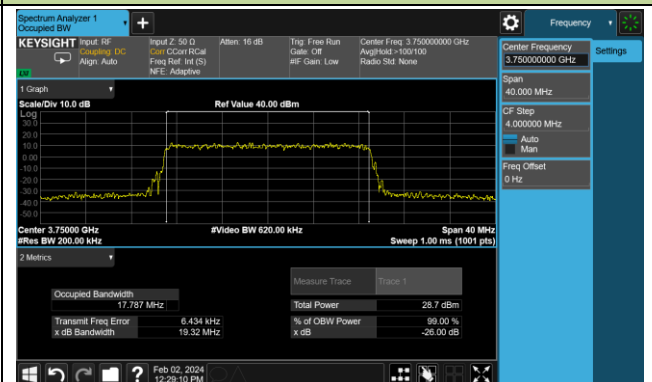 Spectrum Analyzer 1
Occupied BW
Frequency
KEYSIGHT
Input: RF
Coupling: DC
Align: Auto
Input Z: 50 Ω
Corr CCorr RCal
Freq Ref: Int (S)
NFE: Adaptive
Atten: 16 dB
Trig: Free Run
Gate: Off
#IF Gain: Low
Center Freq: 3.750000000 GHz
Avg|Hold:>100/100
Radio Std: None
LXI
Center Frequency
3.750000000 GHz
Settings
Span
40.000 MHz
CF Step
4.000000 MHz
Auto
Man
Freq Offset
0 Hz
1 Graph
Scale/Div 10.0 dB
Ref Value 40.00 dBm
Log
30.0
20.0
10.0
0.00
-10.0
-20.0
-30.0
-40.0
-50.0
Center 3.75000 GHz
#Video BW 620.00 kHz
Span 40 MHz
#Res BW 200.00 kHz
Sweep 1.00 ms (1001 pts)
2 Metrics
Measure Trace
Trace 1
Occupied Bandwidth
17.787 MHz
Total Power
28.7 dBm
Transmit Freq Error
6.434 kHz
% of OBW Power
99.00 %
x dB Bandwidth
19.32 MHz
x dB
-26.00 dB
?
Feb 02, 2024
12:29:10 PM